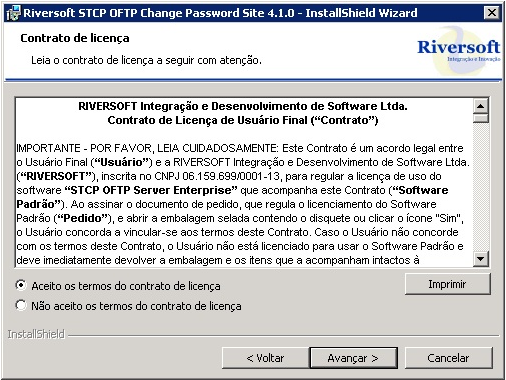 Riversoft STCP OFTP Change Password Site 4.1.0 - InstallShield Wizard
Contrato de licença
Leia o contrato de licença a seguir com atenção.
Riversoft
Integração e Inovação
RIVERSOFT Integração e Desenvolvimento de Software Ltda.
Contrato de Licença de Usuário Final (“Contrato”)
IMPORTANTE - POR FAVOR, LEIA CUIDADOSAMENTE: Este Contrato é um acordo legal entre
o Usuário Final (“Usuário”) e a RIVERSOFT Integração e Desenvolvimento de Software Ltda.
(“RIVERSOFT”), inscrita no CNPJ 06.159.699/0001-13, para regular a licença de uso do
software “STCP OFTP Server Enterprise” que acompanha este Contrato (“Software
Padrão”). Ao assinar o documento de pedido, que regula o licenciamento do Software
Padrão (“Pedido”), e abrir a embalagem selada contendo o disquete ou clicar o ícone "Sim",
o Usuário concorda a vincular-se aos termos deste Contrato. Caso o Usuário não concorde
com os termos deste Contrato, o Usuário não está licenciado para usar o Software Padrão e
deve imediatamente devolver a embalagem e os itens que a acompanham intactos à
Aceito os termos do contrato de licença
Imprimir
Não aceito os termos do contrato de licença
InstallShield
< Voltar
Avançar >
Cancelar